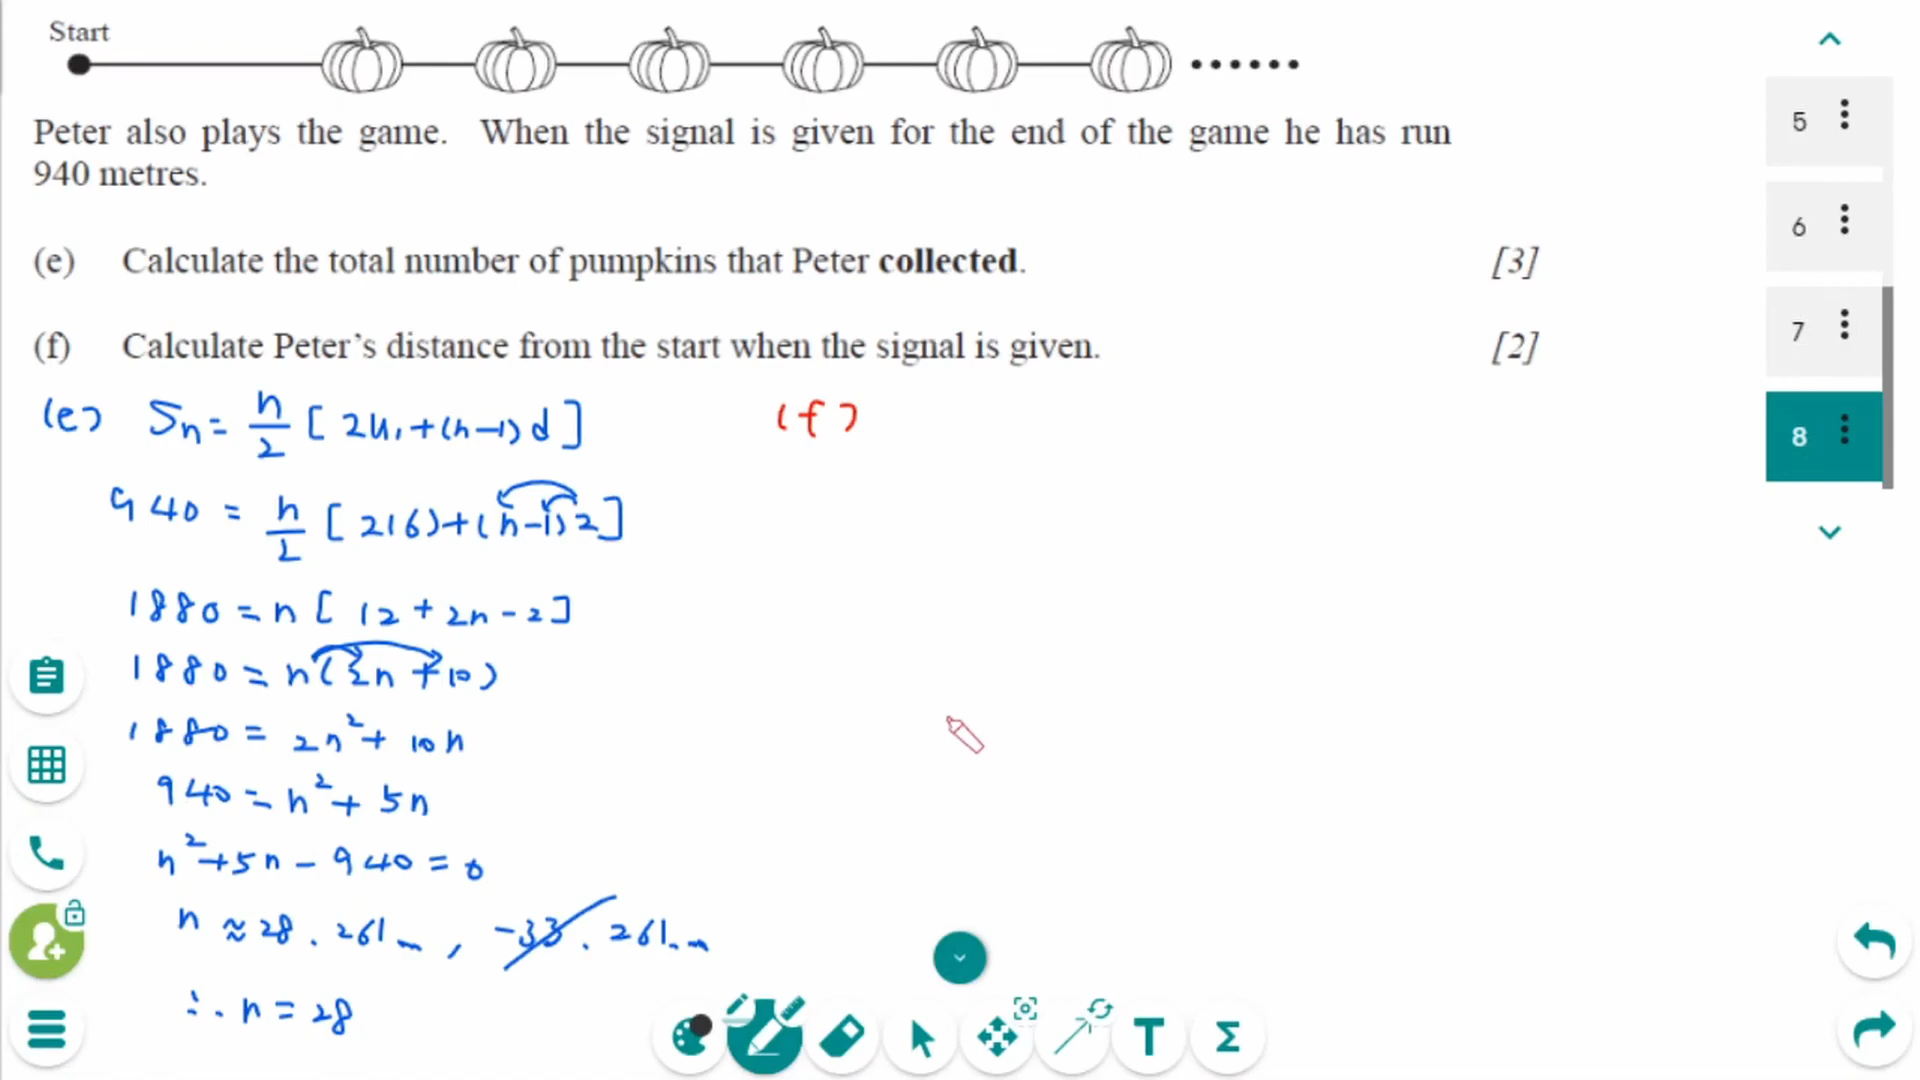 Start
Peter also plays the game. When the signal is given for the end of the game he has run
940 metres.
(e) Calculate the total number of pumpkins that Peter collected. [3]
(f) Calculate Peter's distance from the start when the signal is given. [2]
(e) Sn = n/2 [ 2u₁ + (n-1) d ]
(f)
940 = n/2 [ 2(6) + (n-1) 2 ]
1880 = n [ 12 + 2n - 2 ]
1880 = n ( 2n + 10 )
1880 = 2n² + 10n
940 = n² + 5n
n² + 5n - 940 = 0
n ≈ 28.261... , -33.261...
∴ n = 28
5
6
7
8
T
Σ